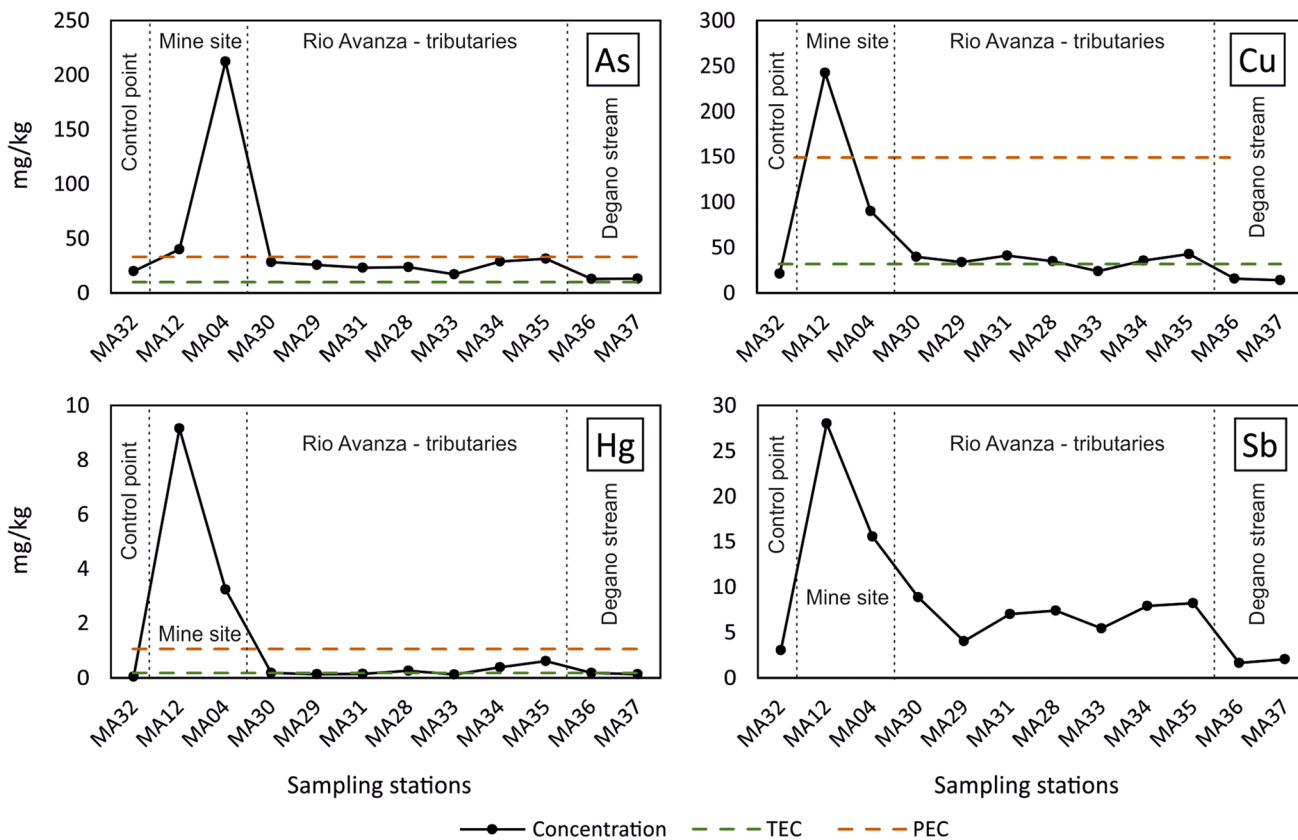 250
200
150
100
50
0
mg/kg
Control point
Mine site
Rio Avanza - tributaries
Degano stream
As
MA32
MA12
MA04
MA30
MA29
MA31
MA28
MA33
MA34
MA35
MA36
MA37
300
250
200
150
100
50
0
Control point
Mine site
Rio Avanza - tributaries
Degano stream
Cu
MA32
MA12
MA04
MA30
MA29
MA31
MA28
MA33
MA34
MA35
MA36
MA37
10
8
6
4
2
0
mg/kg
Control point
Mine site
Rio Avanza - tributaries
Degano stream
Hg
MA32
MA12
MA04
MA30
MA29
MA31
MA28
MA33
MA34
MA35
MA36
MA37
Sampling stations
30
25
20
15
10
5
0
Control point
Mine site
Rio Avanza - tributaries
Degano stream
Sb
MA32
MA12
MA04
MA30
MA29
MA31
MA28
MA33
MA34
MA35
MA36
MA37
Sampling stations
Concentration
TEC
PEC